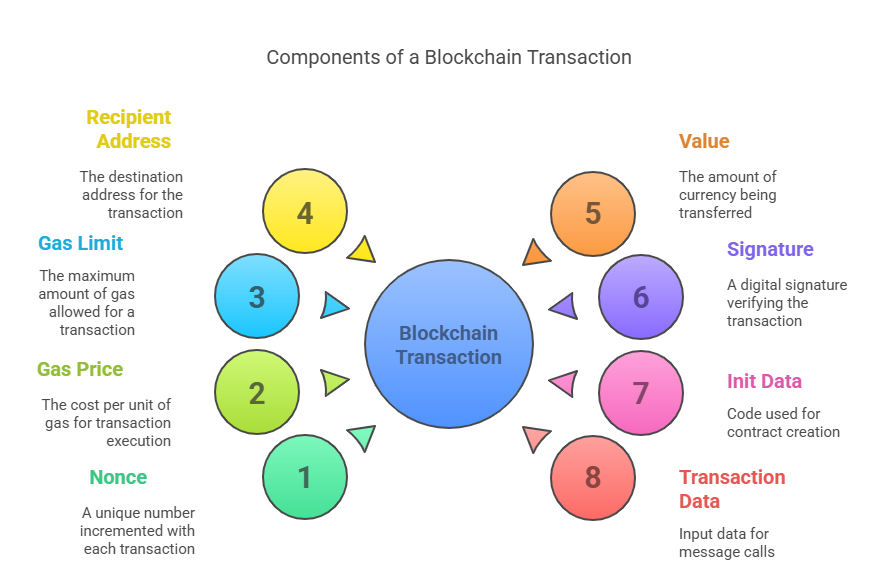 Components of a Blockchain Transaction
Recipient
Address
The destination
address for the
transaction
4
Gas Limit
The maximum
amount of gas
allowed for a
transaction
3
Gas Price
The cost per unit of
gas for transaction
execution
2
Nonce
A unique number
incremented with
each transaction
1
Blockchain
Transaction
Value
The amount of
currency being
transferred
5
Signature
A digital signature
verifying the
transaction
6
Init Data
Code used for
contract creation
7
Transaction
Data
Input data for
message calls
8